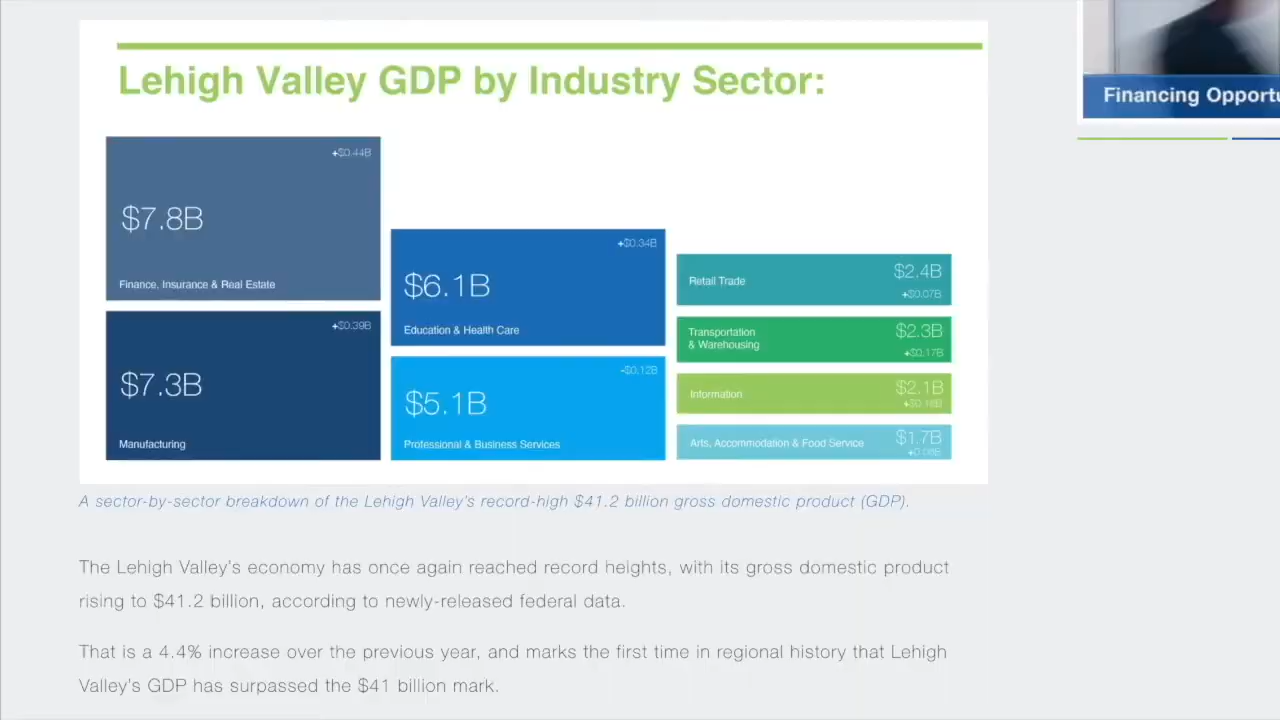 Lehigh Valley GDP by Industry Sector:
+$0.44B
$7.8B
Finance, Insurance & Real Estate
+$0.39B
$7.3B
Manufacturing
+$0.34B
$6.1B
Education & Health Care
-$0.12B
$5.1B
Professional & Business Services
Retail Trade
$2.4B
+$0.07B
Transportation
& Warehousing
$2.3B
+$0.17B
Information
$2.1B
Arts, Accommodation & Food Service
$1.7B
A sector-by-sector breakdown of the Lehigh Valley's record-high $41.2 billion gross domestic product (GDP).
The Lehigh Valley's economy has once again reached record heights, with its gross domestic product
rising to $41.2 billion, according to newly-released federal data.
That is a 4.4% increase over the previous year, and marks the first time in regional history that Lehigh
Valley's GDP has surpassed the $41 billion mark.
Financing Opportu